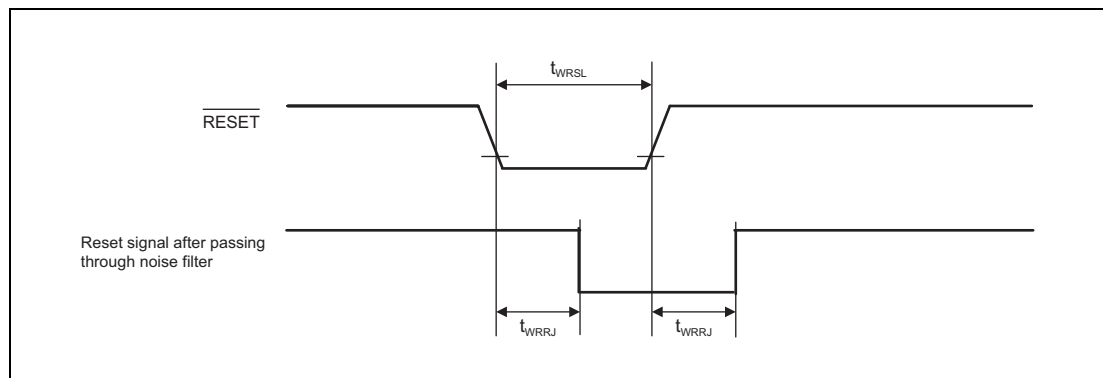 tWRSL
RESET
Reset signal after passing
through noise filter
tWRRJ
tWRRJ